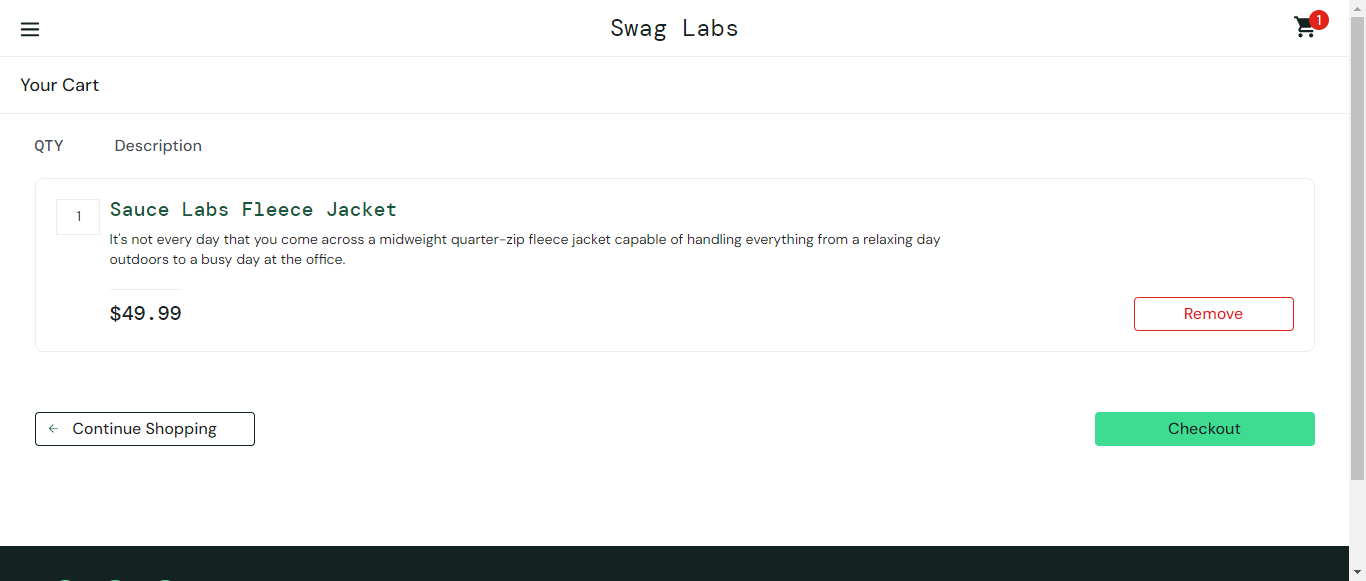 Swag Labs
1
Your Cart
QTY
Description
1
Sauce Labs Fleece Jacket
It's not every day that you come across a midweight quarter-zip fleece jacket capable of handling everything from a relaxing day
outdoors to a busy day at the office.
$49.99
Remove
Continue Shopping
Checkout